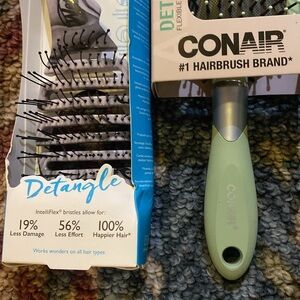 Detangle
IntelliFlex® bristles allow for:
19% 56% 100%
Less Damage Less Effort Happier Hair*
Works wonders on all hair types.
DET
FLEXIBLE
CONAIR®
#1 HAIRBRUSH BRAND*
CONAIR